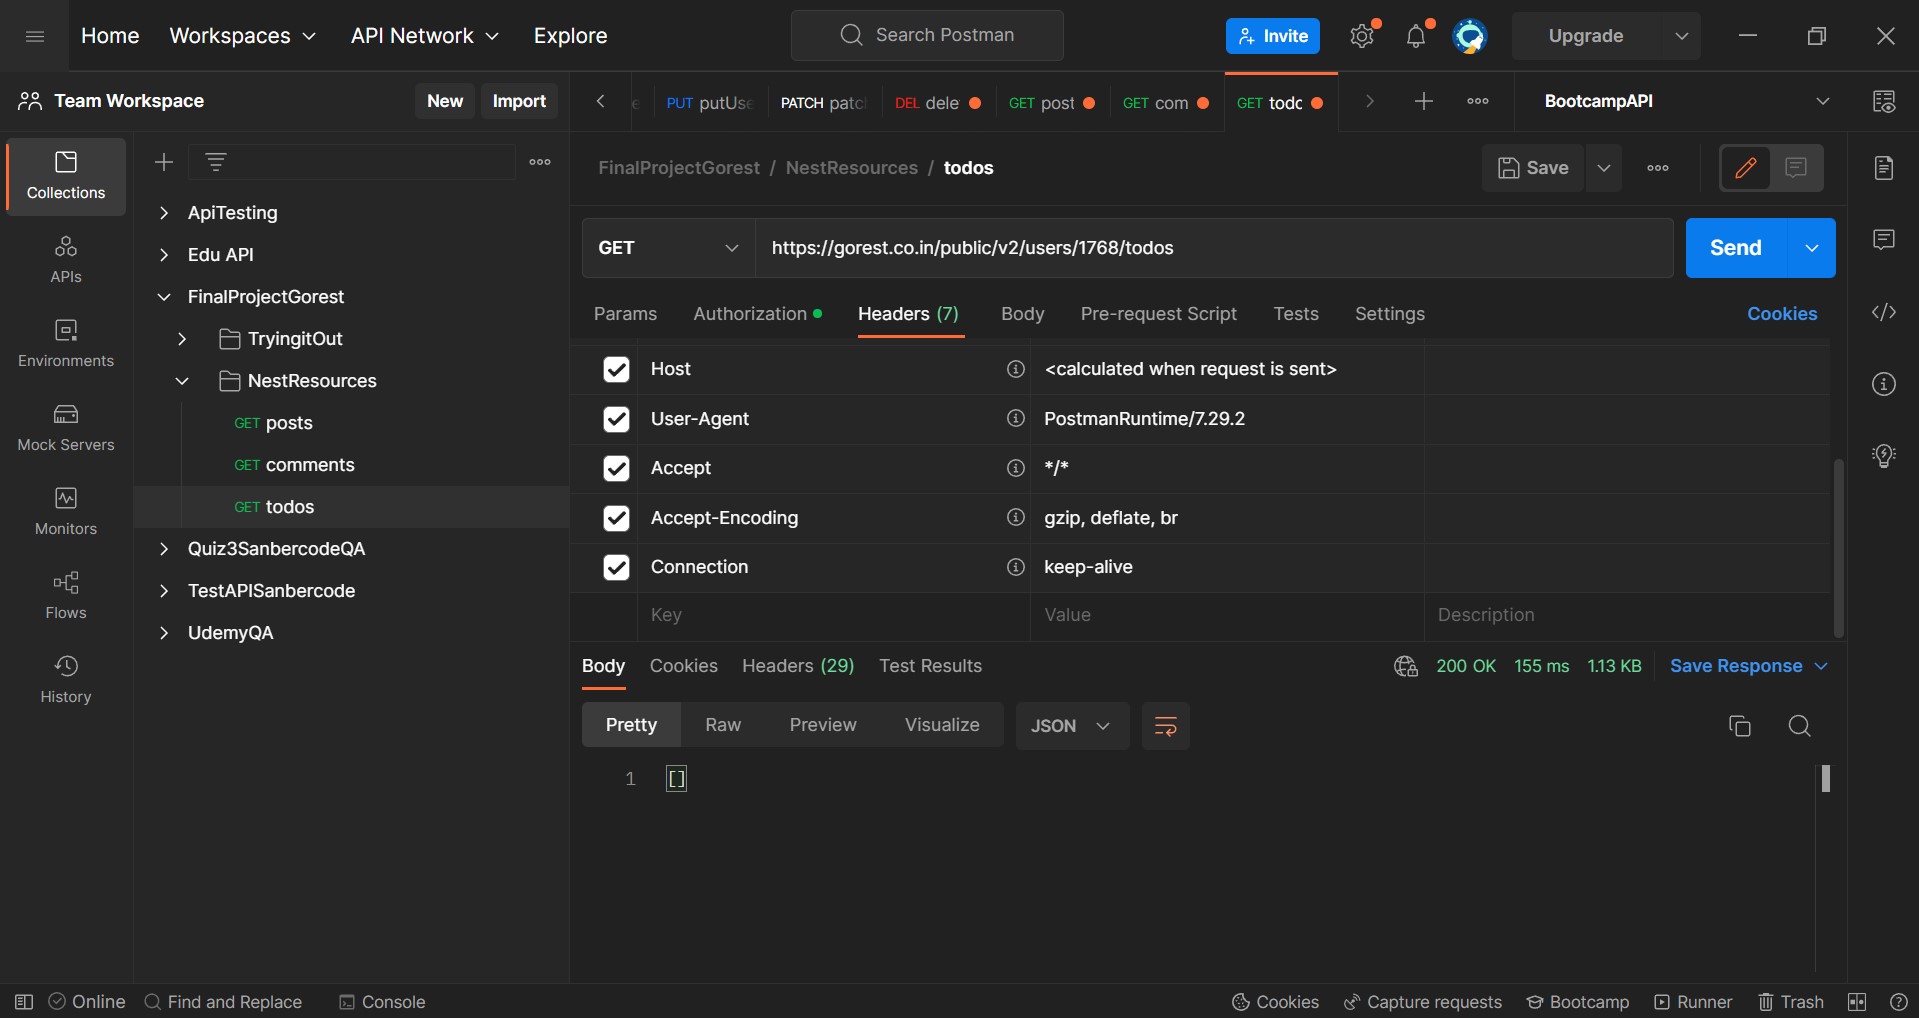 Home Workspaces API Network Explore Search Postman Invite Upgrade
Team Workspace New Import
PUT putUse PATCH patc DEL dele GET post GET com GET todo BootcampAPI
FinalProjectGorest / NestResources / todos Save
GET https://gorest.co.in/public/v2/users/1768/todos Send
Params Authorization Headers (7) Body Pre-request Script Tests Settings Cookies
Collections
APIs
Environments
Mock Servers
Monitors
Flows
History
ApiTesting
Edu API
FinalProjectGorest
TryingitOut
NestResources
GET posts
GET comments
GET todos
Quiz3SanbercodeQA
TestAPISanbercode
UdemyQA
Host <calculated when request is sent>
User-Agent PostmanRuntime/7.29.2
Accept */*
Accept-Encoding gzip, deflate, br
Connection keep-alive
Key Value Description
Body Cookies Headers (29) Test Results 200 OK 155 ms 1.13 KB Save Response
Pretty Raw Preview Visualize JSON
1 []
Online Find and Replace Console Cookies Capture requests Bootcamp Runner Trash